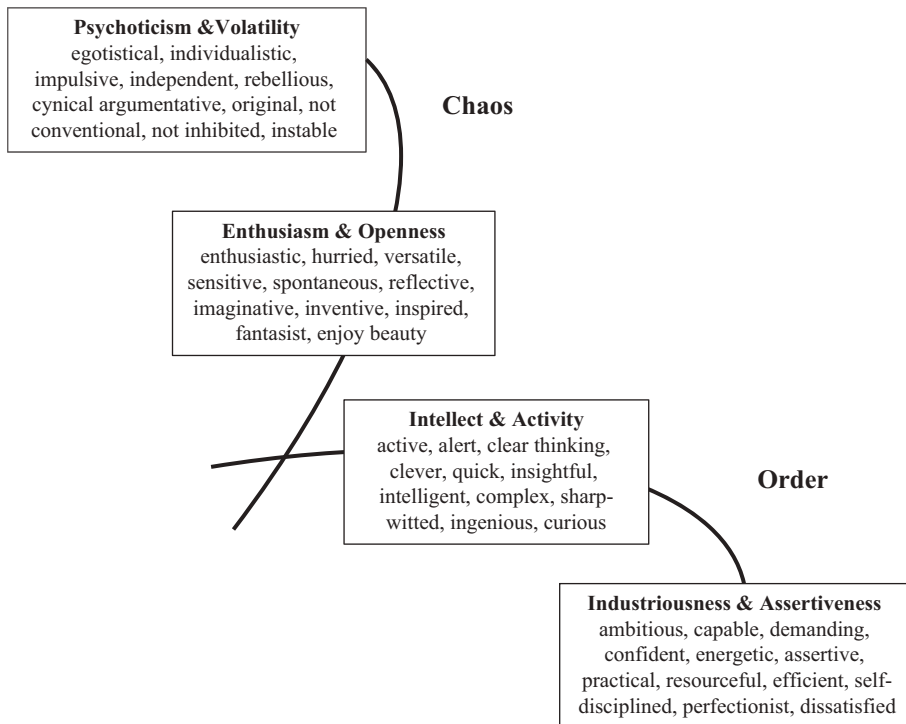 Psychoticism &Volatility
egotistical, individualistic,
impulsive, independent, rebellious,
cynical argumentative, original, not
conventional, not inhibited, instable
Chaos
Enthusiasm & Openness
enthusiastic, hurried, versatile,
sensitive, spontaneous, reflective,
imaginative, inventive, inspired,
fantasist, enjoy beauty
Intellect & Activity
active, alert, clear thinking,
clever, quick, insightful,
intelligent, complex, sharp-
witted, ingenious, curious
Order
Industriousness & Assertiveness
ambitious, capable, demanding,
confident, energetic, assertive,
practical, resourceful, efficient, self-
disciplined, perfectionist, dissatisfied